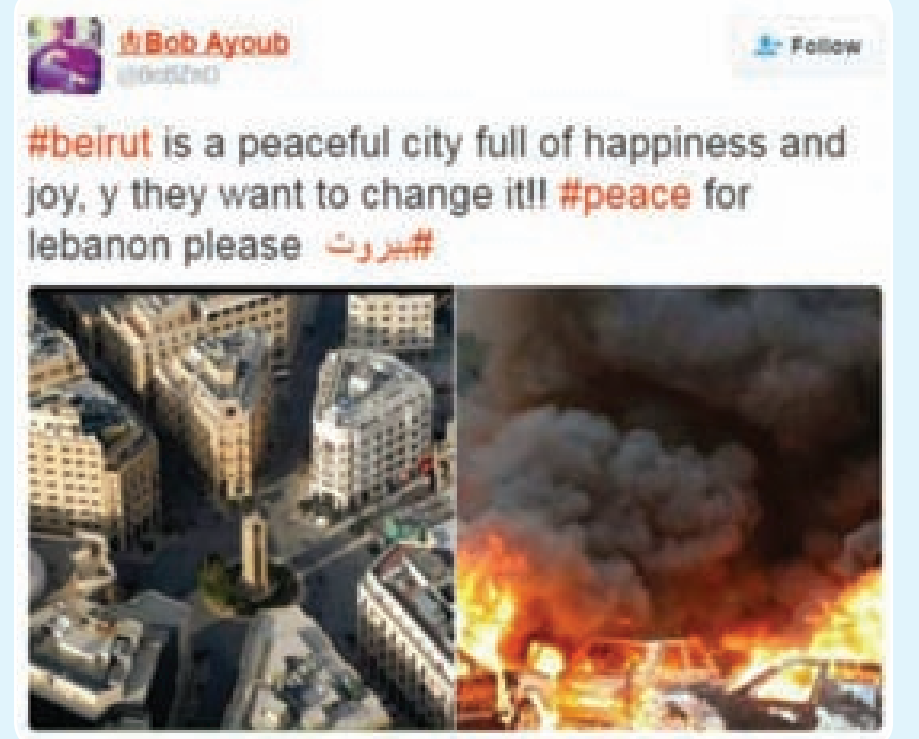 Bob Ayoub
Follow
#beirut is a peaceful city full of happiness and
joy, y they want to change it!! #peace for
lebanon please #بيروت